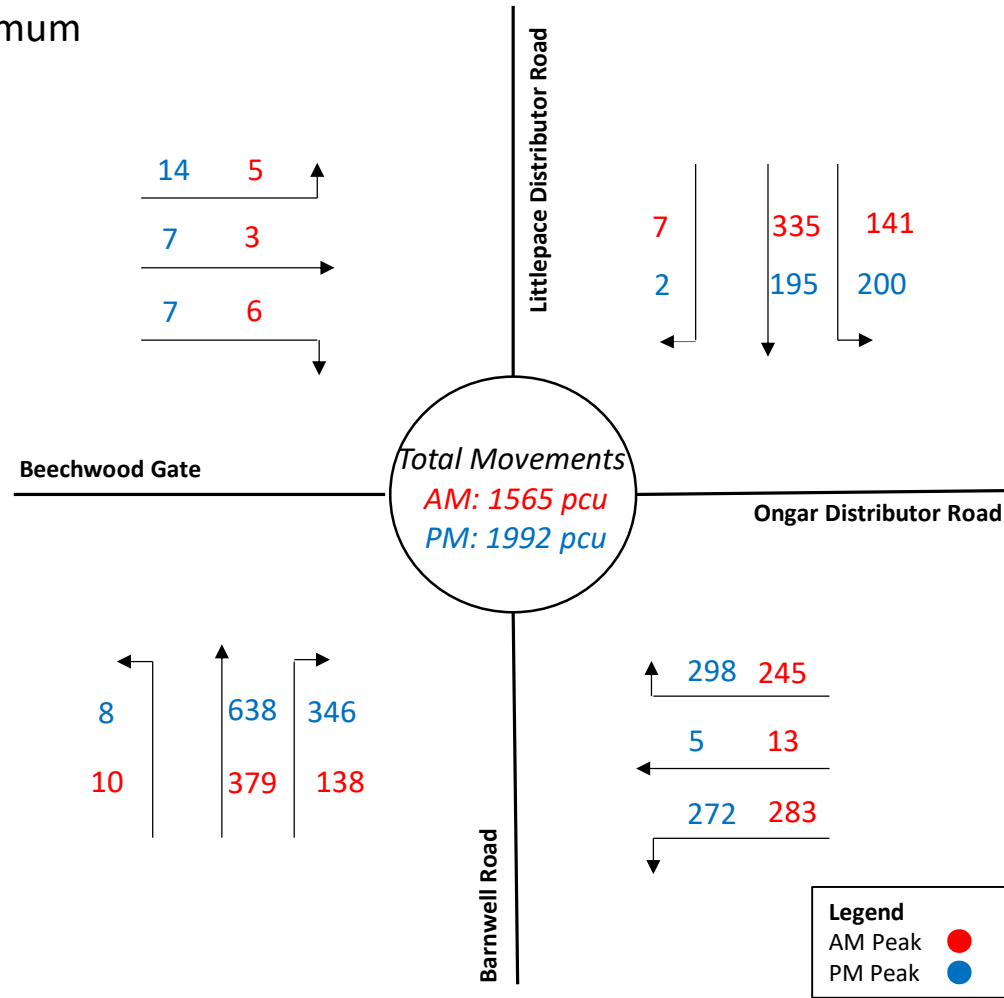 mum
Littlepace Distributor Road
14 5
7 3
7 6
7 335 141
2 195 200
Beechwood Gate
Total Movements
AM: 1565 pcu
PM: 1992 pcu
Ongar Distributor Road
8 638 346
10 379 138
298 245
5 13
272 283
Barnwell Road
Legend
AM Peak
PM Peak